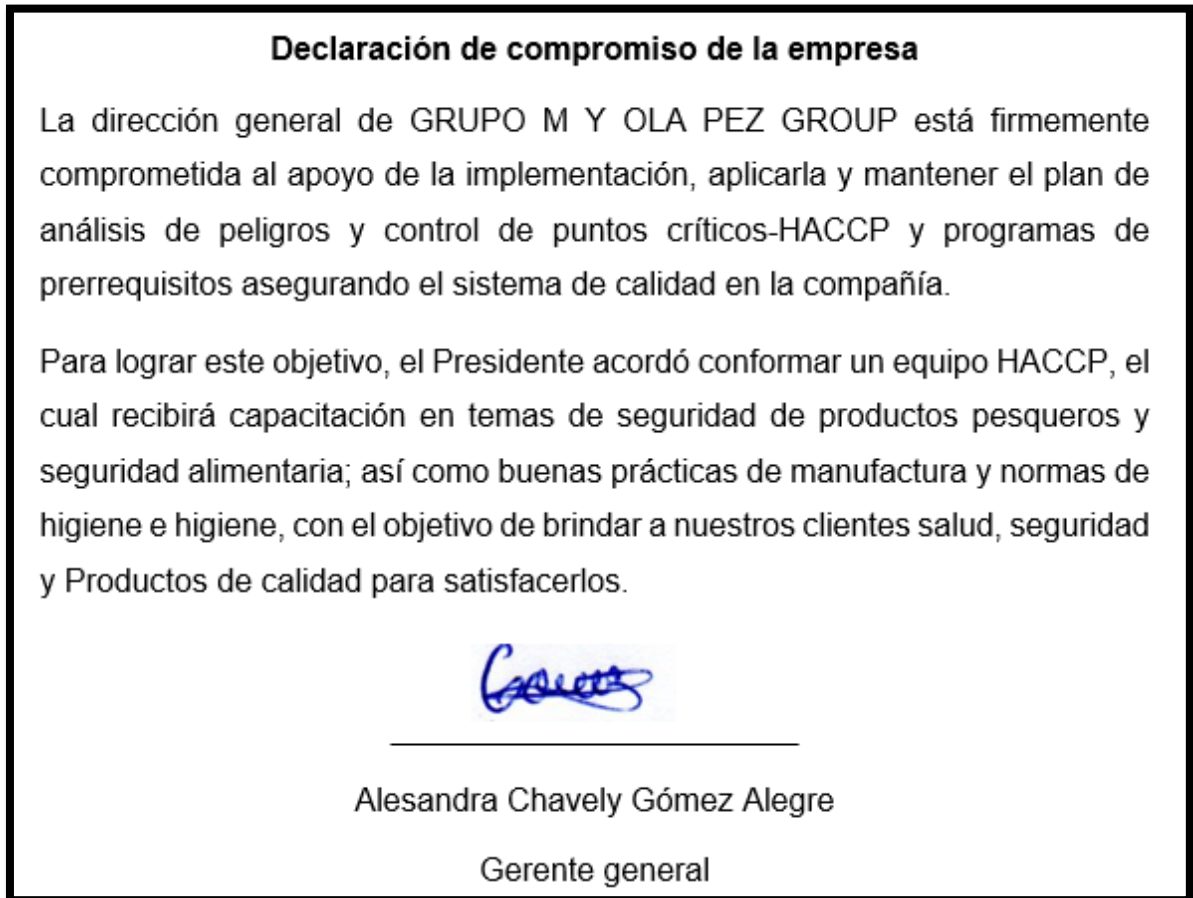 Declaración de compromiso de la empresa
La dirección general de GRUPO M Y OLA PEZ GROUP está firmemente
comprometida al apoyo de la implementación, aplicarla y mantener el plan de
análisis de peligros y control de puntos críticos-HACCP y programas de
prerrequisitos asegurando el sistema de calidad en la compañía.
Para lograr este objetivo, el Presidente acordó conformar un equipo HACCP, el
cual recibirá capacitación en temas de seguridad de productos pesqueros y
seguridad alimentaria; así como buenas prácticas de manufactura y normas de
higiene e higiene, con el objetivo de brindar a nuestros clientes salud, seguridad
y Productos de calidad para satisfacerlos.
Alesandra Chavely Gómez Alegre
Gerente general